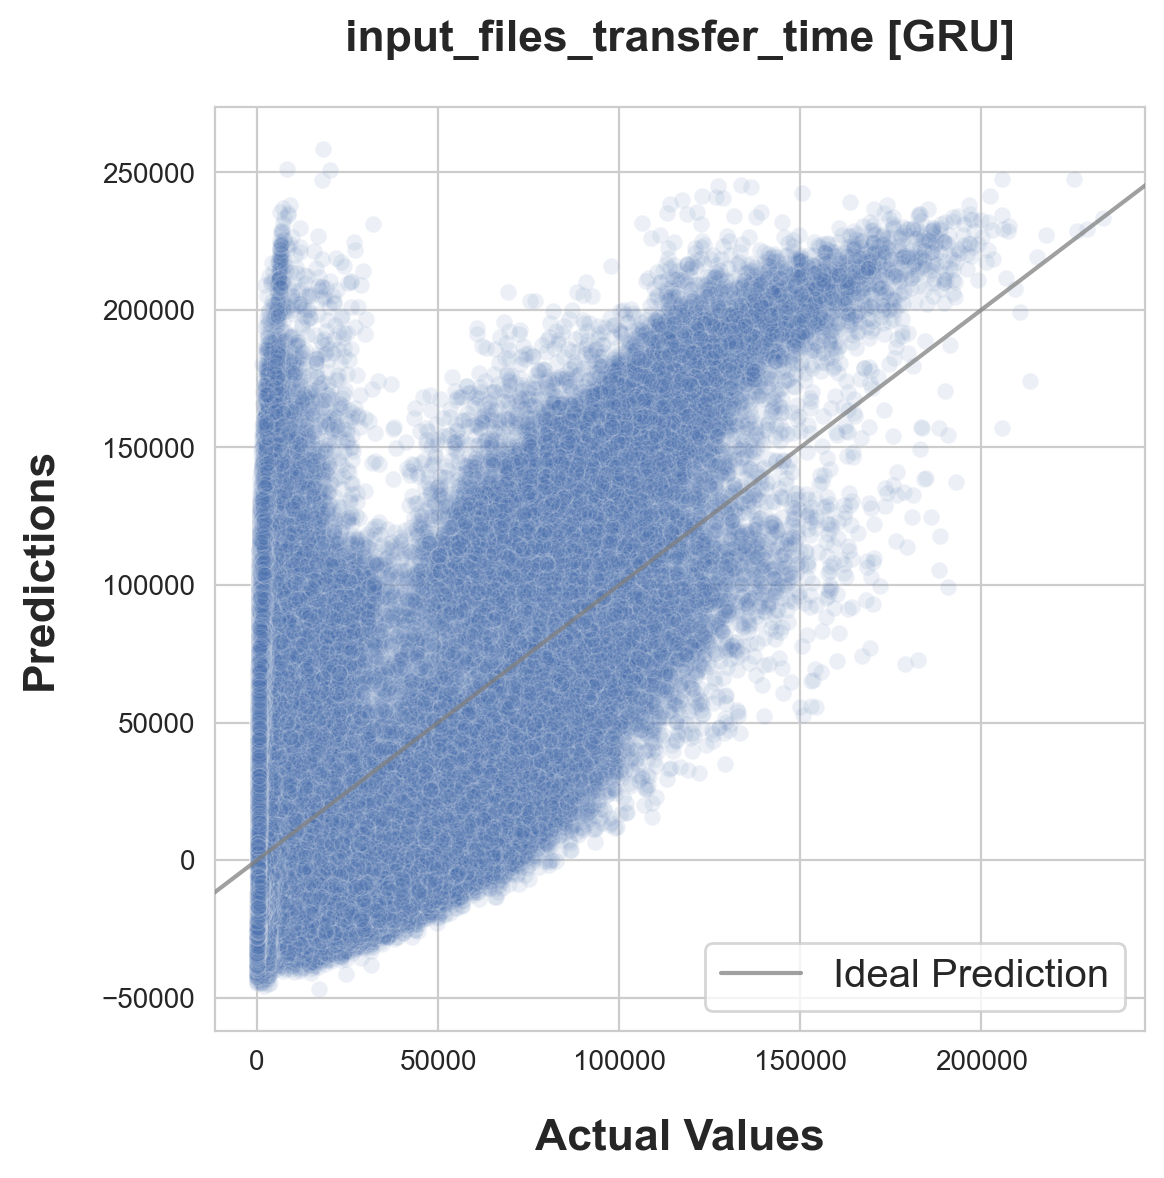 input_files_transfer_time [GRU]
Predictions
250000
200000
150000
100000
50000
0
−50000
Ideal Prediction
0 50000 100000 150000 200000
Actual Values